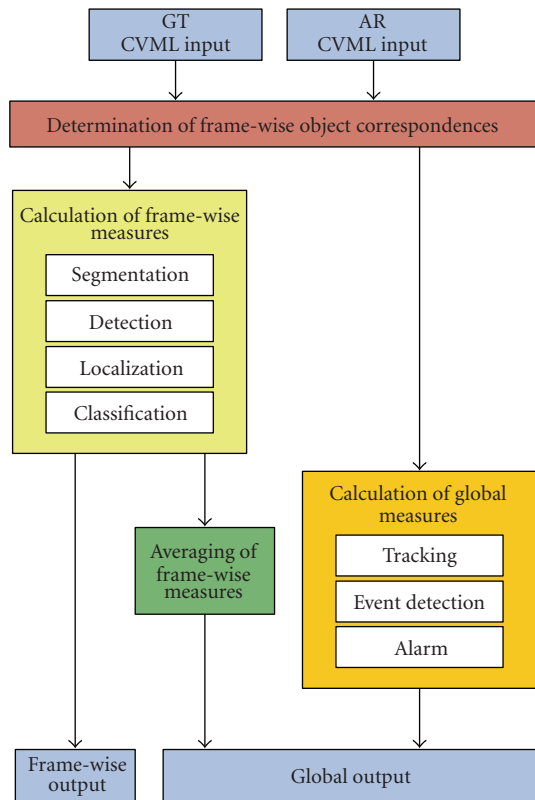 GT
CVML input
AR
CVML input
Determination of frame-wise object correspondences
Calculation of frame-wise
measures
Segmentation
Detection
Localization
Classification
Calculation of global
measures
Tracking
Event detection
Alarm
Averaging of
frame-wise
measures
Frame-wise
output
Global output